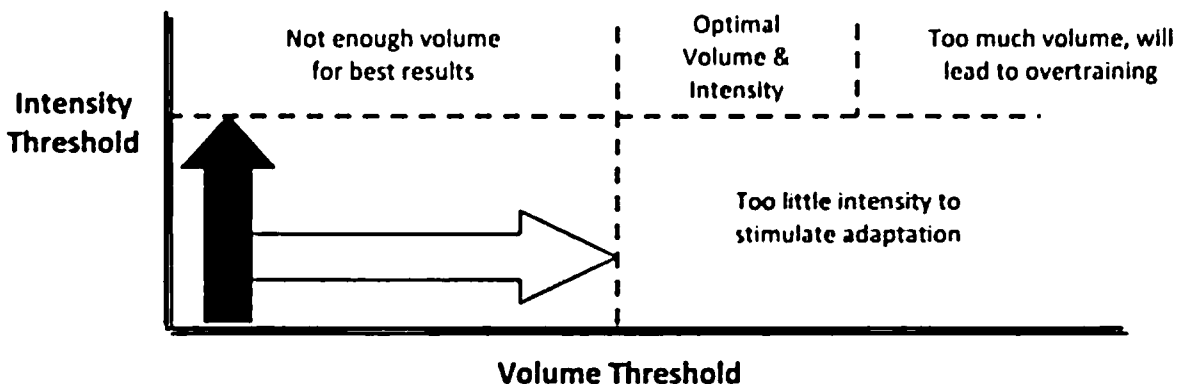 Not enough volume
for best results
Optimal
Volume &
Intensity
Too much volume, will
lead to overtraining
Intensity
Threshold
Too little intensity to
stimulate adaptation
Volume Threshold